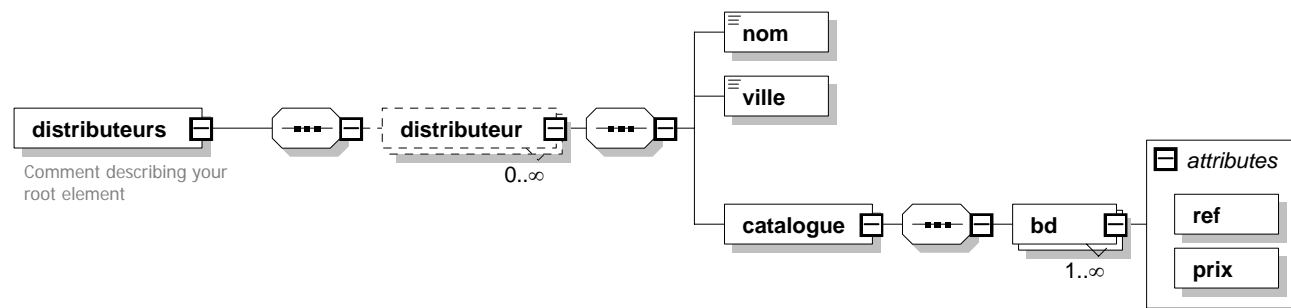 distributeurs
Comment describing your
root element
distributeur
0..∞
nom
ville
catalogue
bd
1..∞
attributes
ref
prix